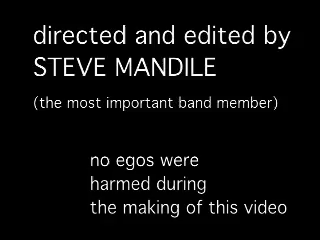 directed and edited by
STEVE MANDILE
(the most important band member)
no egos were
harmed during
the making of this video